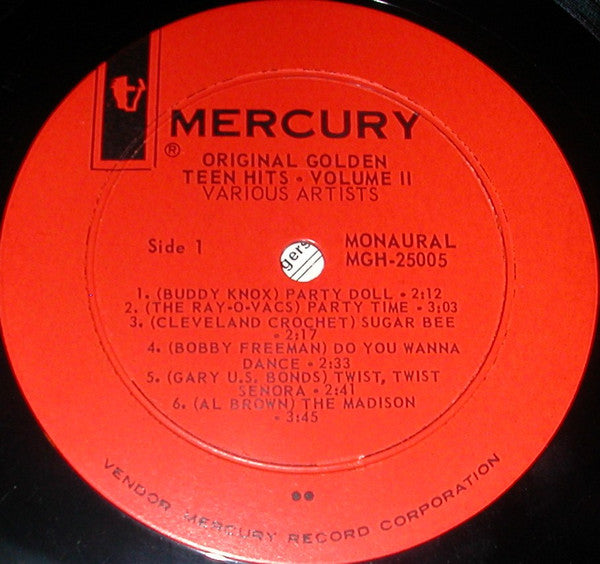 MERCURY
®
ORIGINAL GOLDEN
TEEN HITS • VOLUME II
VARIOUS ARTISTS
Side 1
gers
MONAURAL
MGH-25005
1. (BUDDY KNOX) PARTY DOLL • 2:12
2. (THE RAY-O-VACS) PARTY TIME • 3:03
3. (CLEVELAND CROCHET) SUGAR BEE
• 2:17
4. (BOBBY FREEMAN) DO YOU WANNA
DANCE • 2:33
5. (GARY U.S. BONDS) TWIST, TWIST
SENORA • 2:41
6. (AL BROWN) THE MADISON
• 3:45
VENDOR MERCURY RECORD CORPORATION